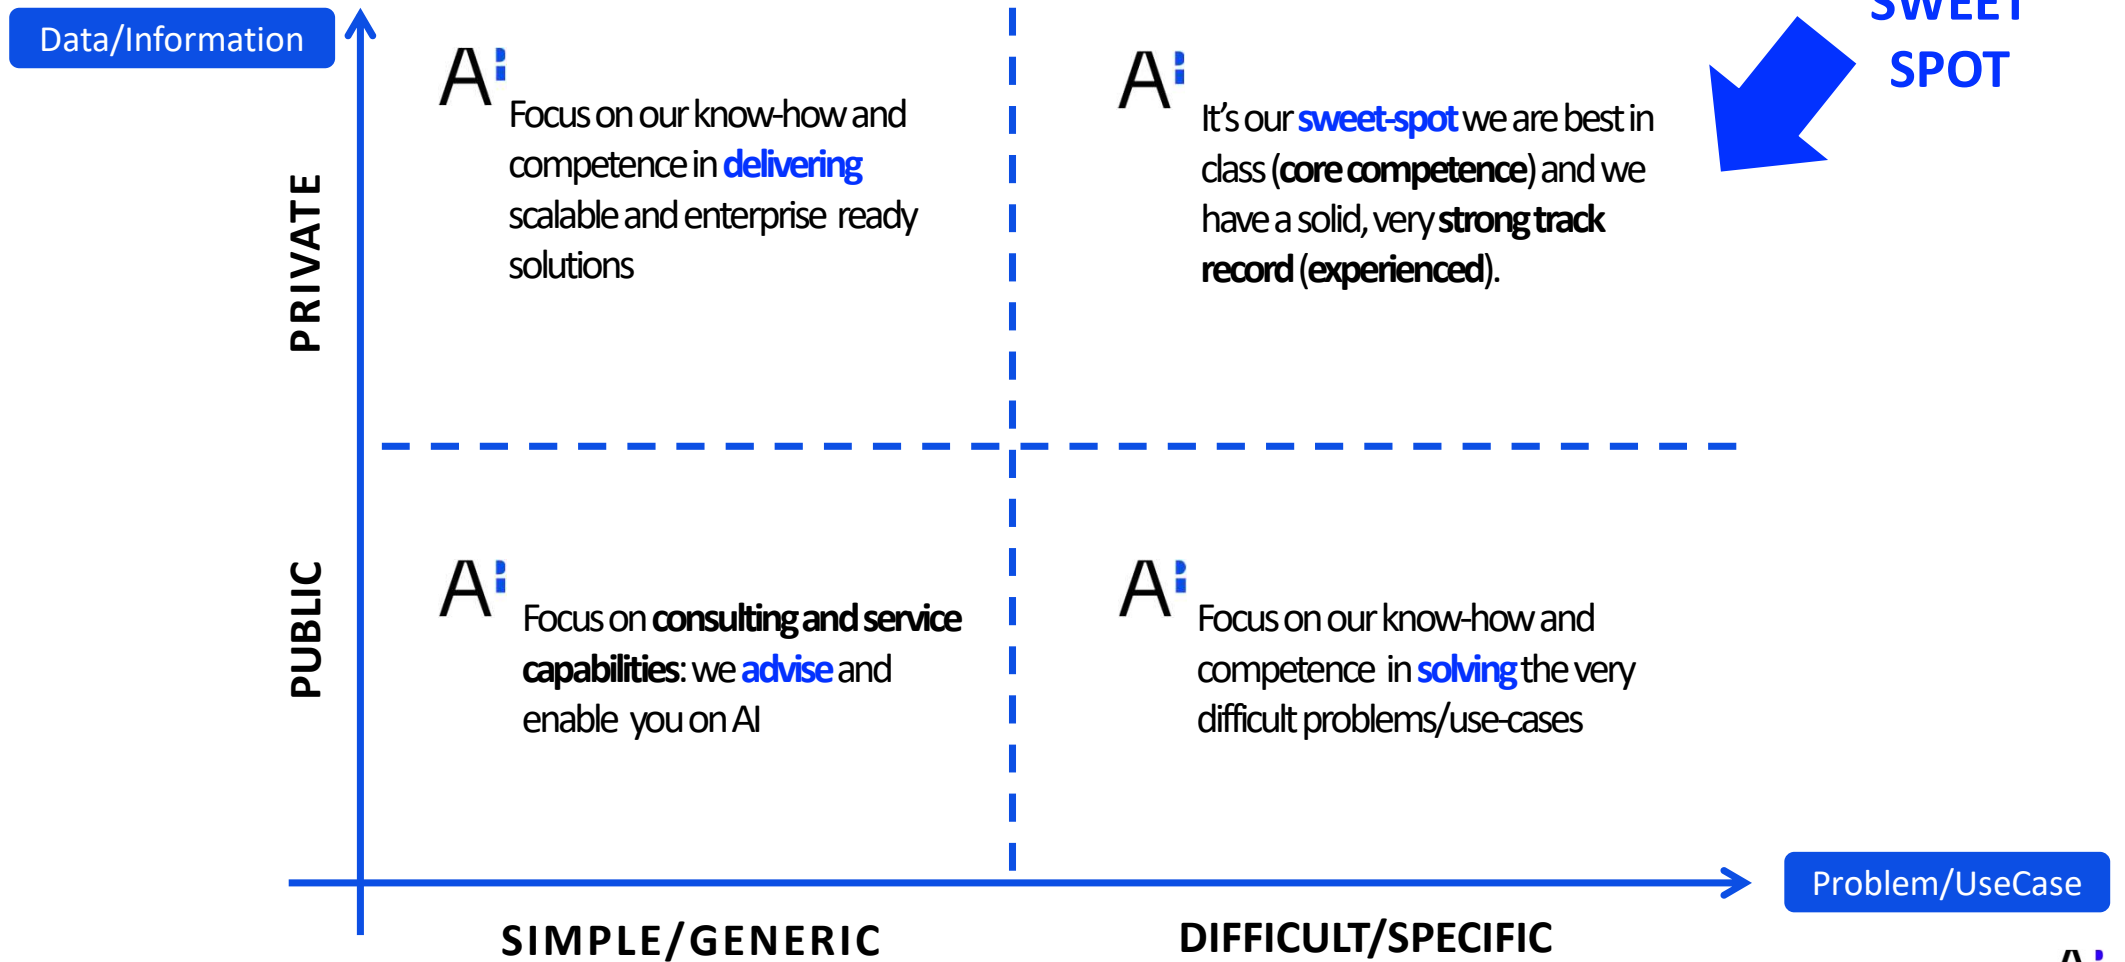 Data/Information
SWEET
SPOT
A
Focus on our know-how and
competence in delivering
scalable and enterprise ready
solutions
A
It's our sweet-spot we are best in
class (core competence) and we
have a solid, very strong track
record (experienced).
PRIVATE
PUBLIC
A
Focus on consulting and service
capabilities: we advise and
enable you on AI
A
Focus on our know-how and
competence in solving the very
difficult problems/use-cases
Problem/UseCase
SIMPLE/GENERIC
DIFFICULT/SPECIFIC